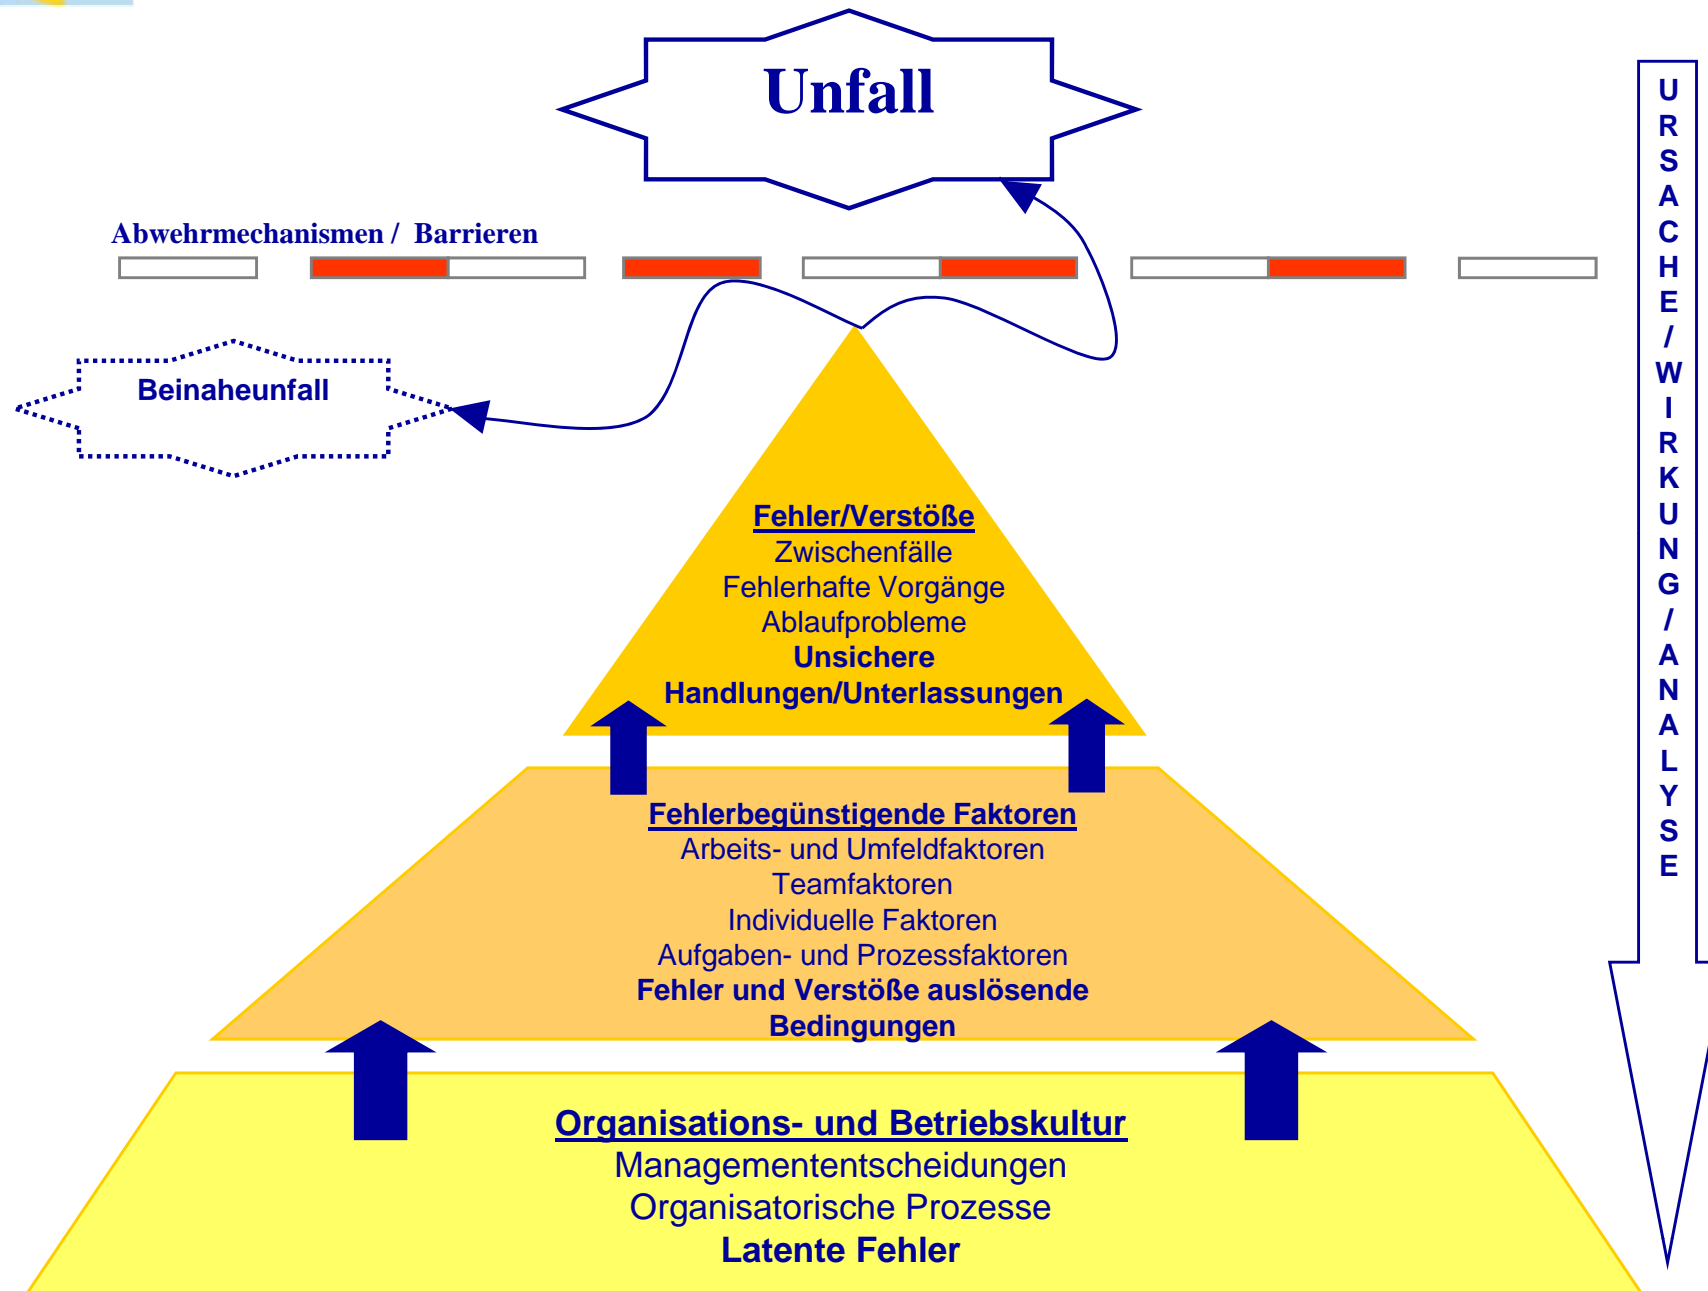 Unfall
Abwehrmechanismen / Barrieren
Beinaheunfall
Fehler/Verstöße
Zwischenfälle
Fehlerhafte Vorgänge
Ablaufprobleme
Unsichere
Handlungen/Unterlassungen
Fehlerbegünstigende Faktoren
Arbeits- und Umfeldfaktoren
Teamfaktoren
Individuelle Faktoren
Aufgaben- und Prozessfaktoren
Fehler und Verstöße auslösende
Bedingungen
Organisations- und Betriebskultur
Managemententscheidungen
Organisatorische Prozesse
Latente Fehler
URSACHE/WIRKUNG/ANALYSE